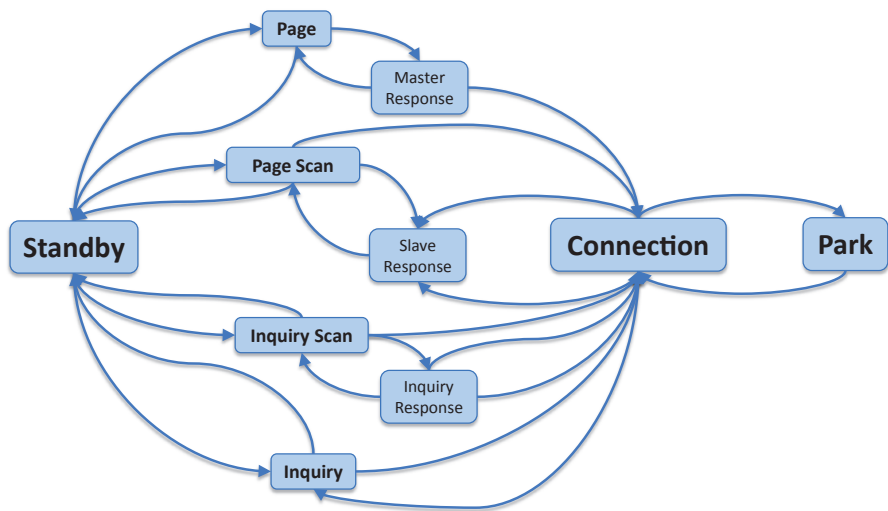 Page
Master
Response
Page Scan
Standby
Slave
Response
Connection
Park
Inquiry Scan
Inquiry
Response
Inquiry